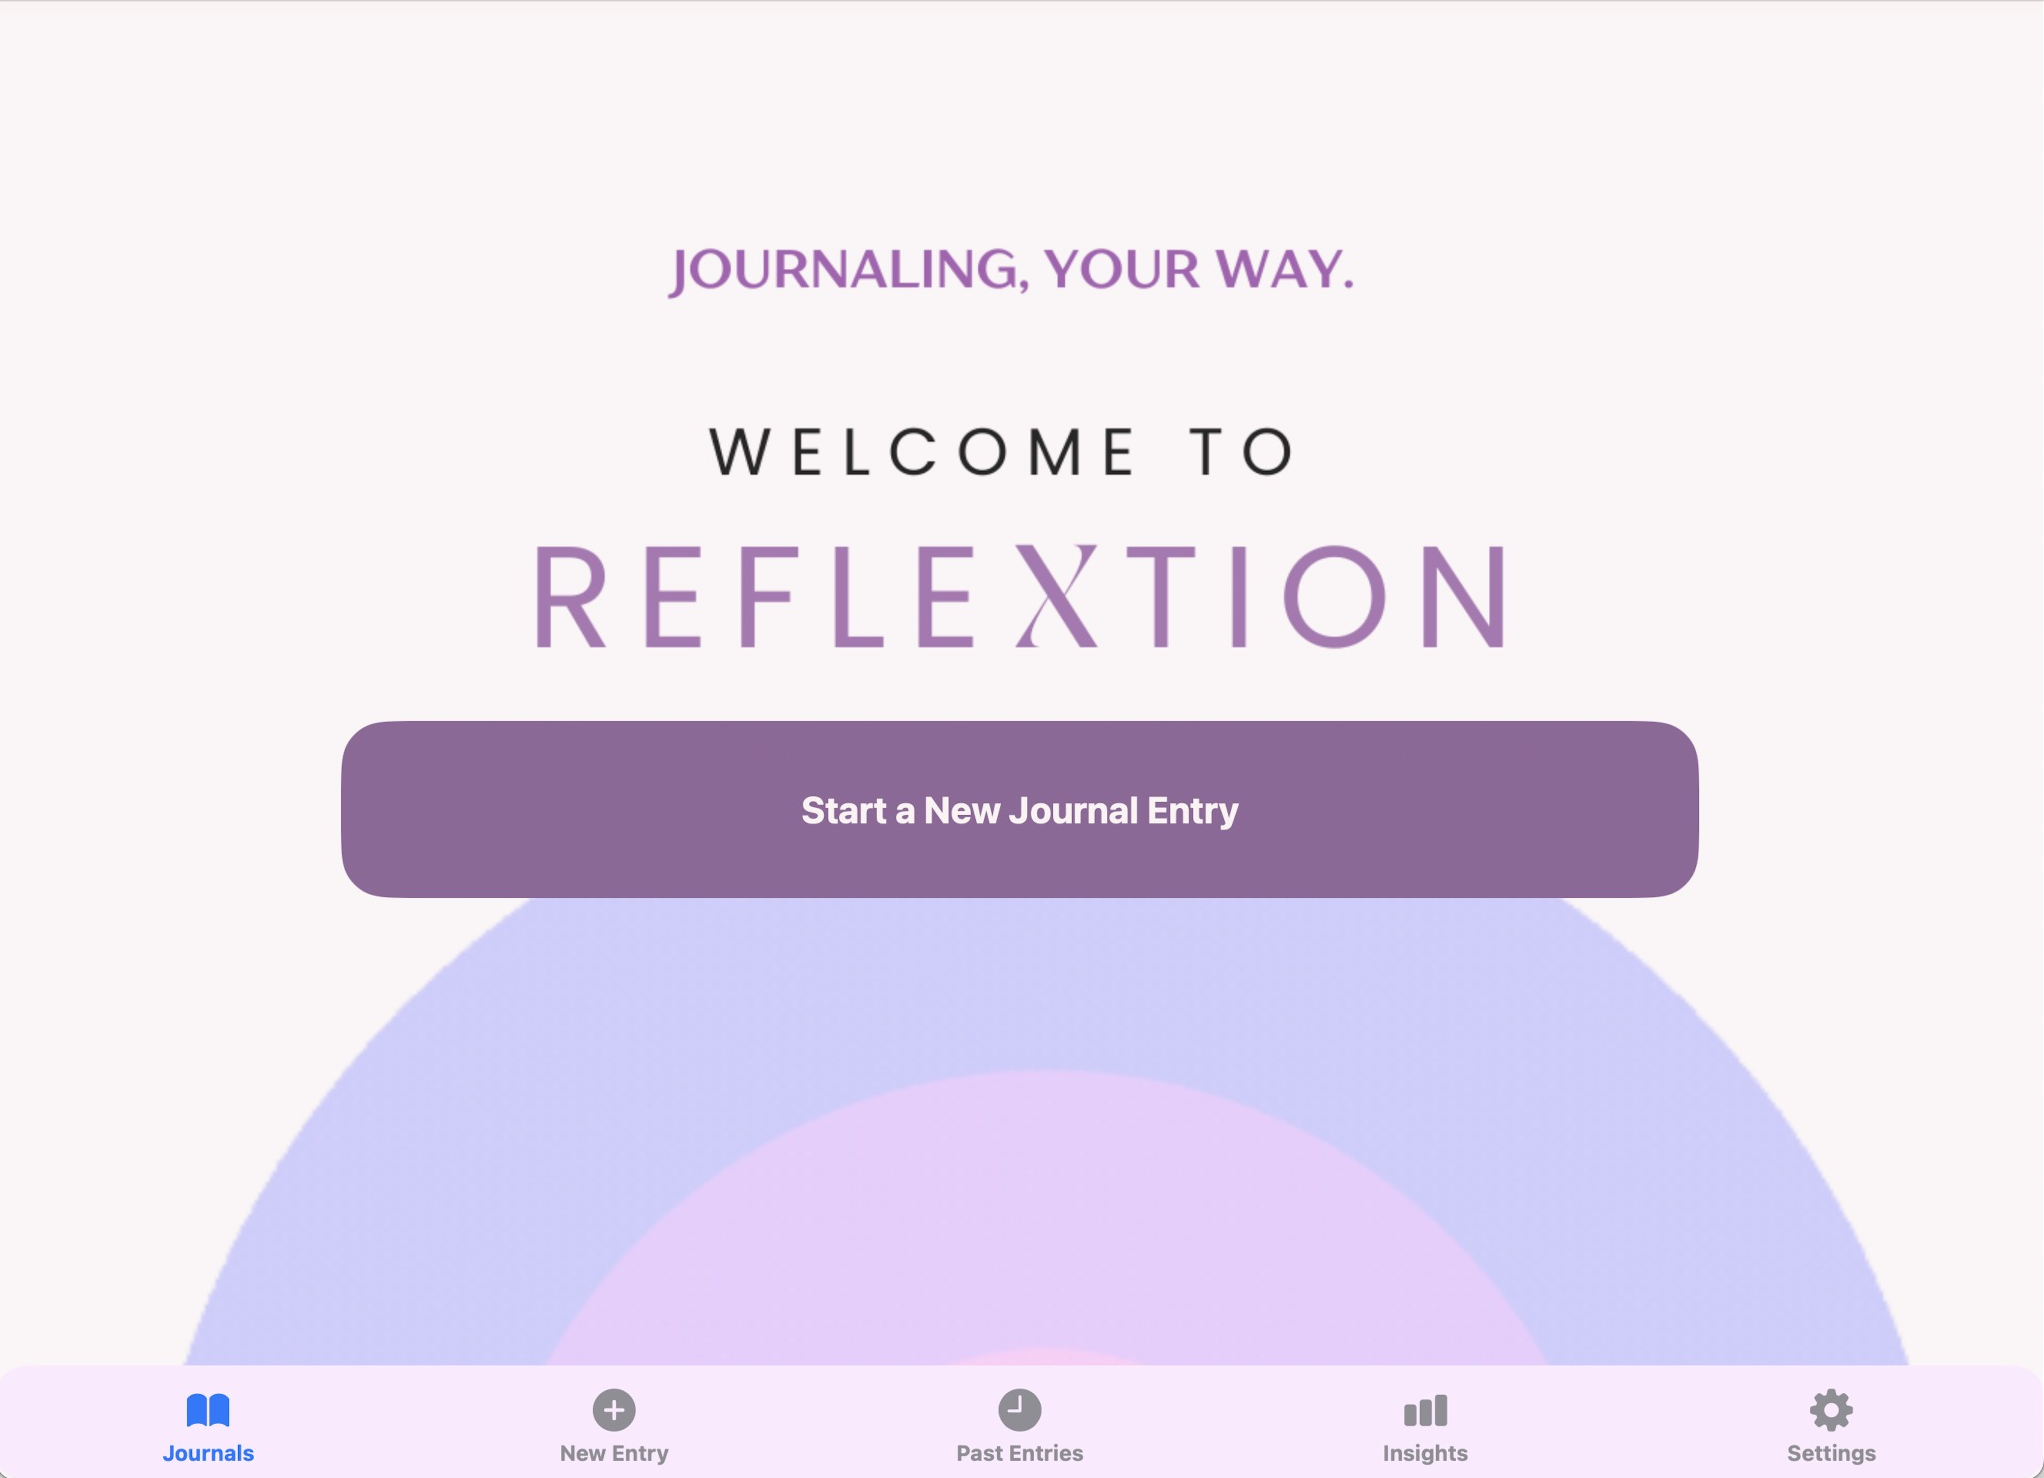 JOURNALING, YOUR WAY.
WELCOME TO
REFLEXTION
Start a New Journal Entry
Journals
New Entry
Past Entries
Insights
Settings